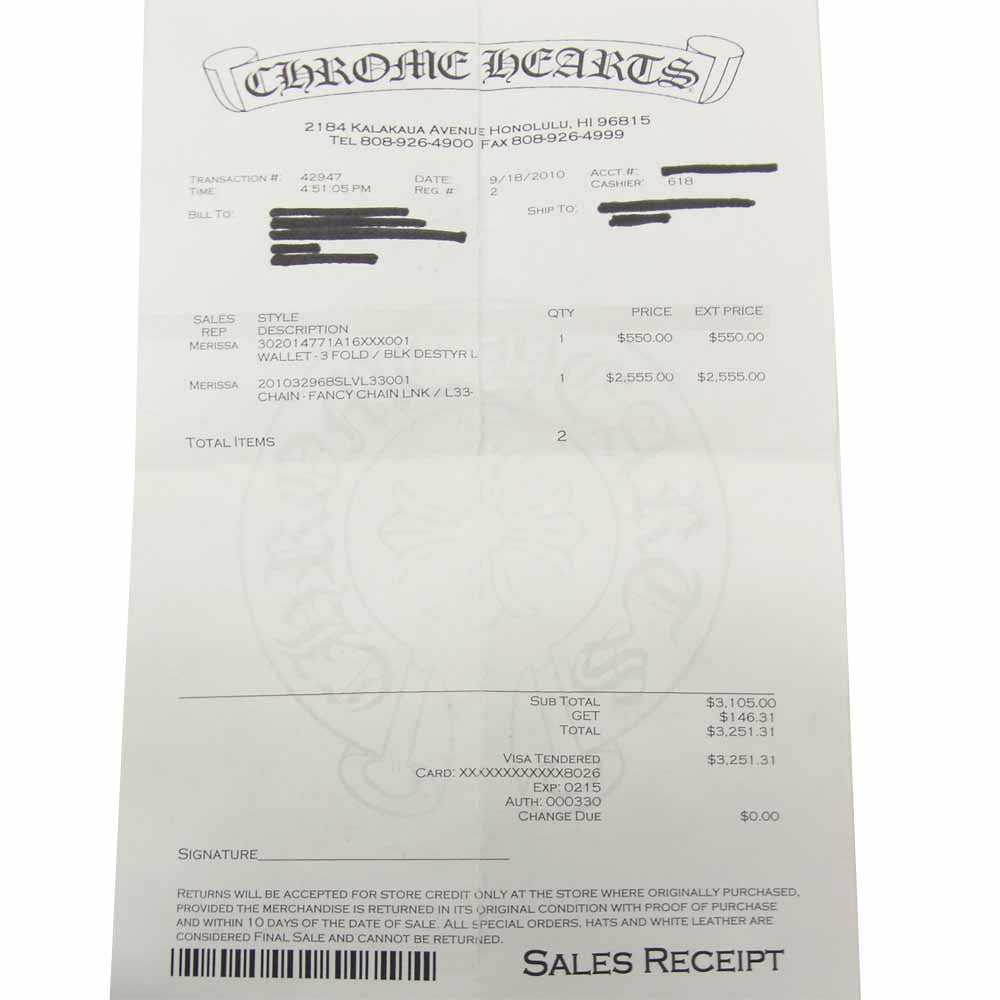 CHROME HEARTS
2184 KALAKAUA AVENUE HONOLULU, HI 96815
TEL 808-926-4900 FAX 808-926-4999
TRANSACTION #: 42947 DATE: 9/18/2010 ACCT.#:
TIME: 4:51:05 PM REG. #: 2 CASHIER: 618
BILL TO: SHIP TO:
SALES REP STYLE DESCRIPTION QTY PRICE EXT PRICE
MERISSA 302014771A16XXX001 1 $550.00 $550.00
WALLET - 3 FOLD / BLK DESTYR L
MERISSA 201032968SLVL33001 1 $2,555.00 $2,555.00
CHAIN - FANCY CHAIN LNK / L33-
TOTAL ITEMS 2
CHROME HEARTS
SUB TOTAL $3,105.00
GET $146.31
TOTAL $3,251.31
VISA TENDERED $3,251.31
CARD: XXXXXXXXXXXX8026
EXP: 0215
AUTH: 000330
CHANGE DUE $0.00
SIGNATURE
RETURNS WILL BE ACCEPTED FOR STORE CREDIT ONLY AT THE STORE WHERE ORIGINALLY PURCHASED,
PROVIDED THE MERCHANDISE IS RETURNED IN ITS ORIGINAL CONDITION WITH PROOF OF PURCHASE
AND WITHIN 10 DAYS OF THE DATE OF SALE. ALL SPECIAL ORDERS, HATS AND WHITE LEATHER ARE
CONSIDERED FINAL SALE AND CANNOT BE RETURNED.
SALES RECEIPT